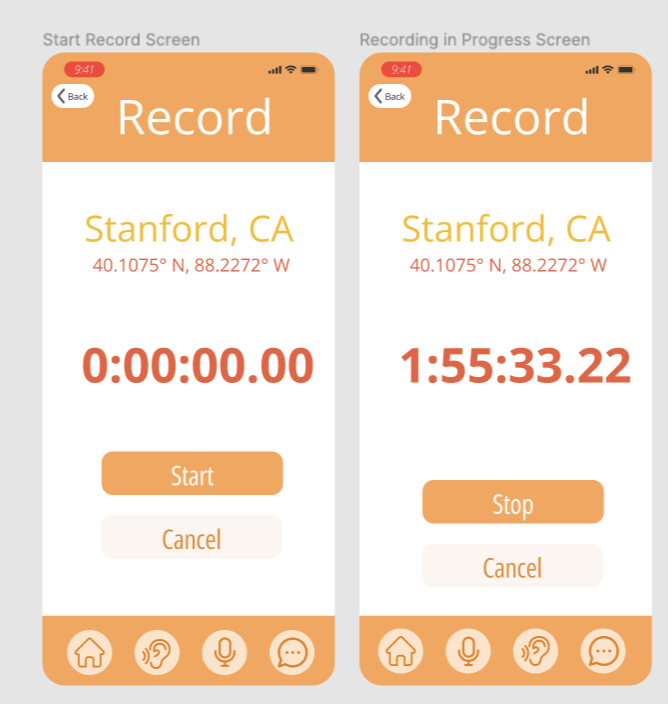 Start Record Screen
9:41
Back
Record
Stanford, CA
40.1075° N, 88.2272° W
0:00:00.00
Start
Cancel
Recording in Progress Screen
9:41
Back
Record
Stanford, CA
40.1075° N, 88.2272° W
1:55:33.22
Stop
Cancel